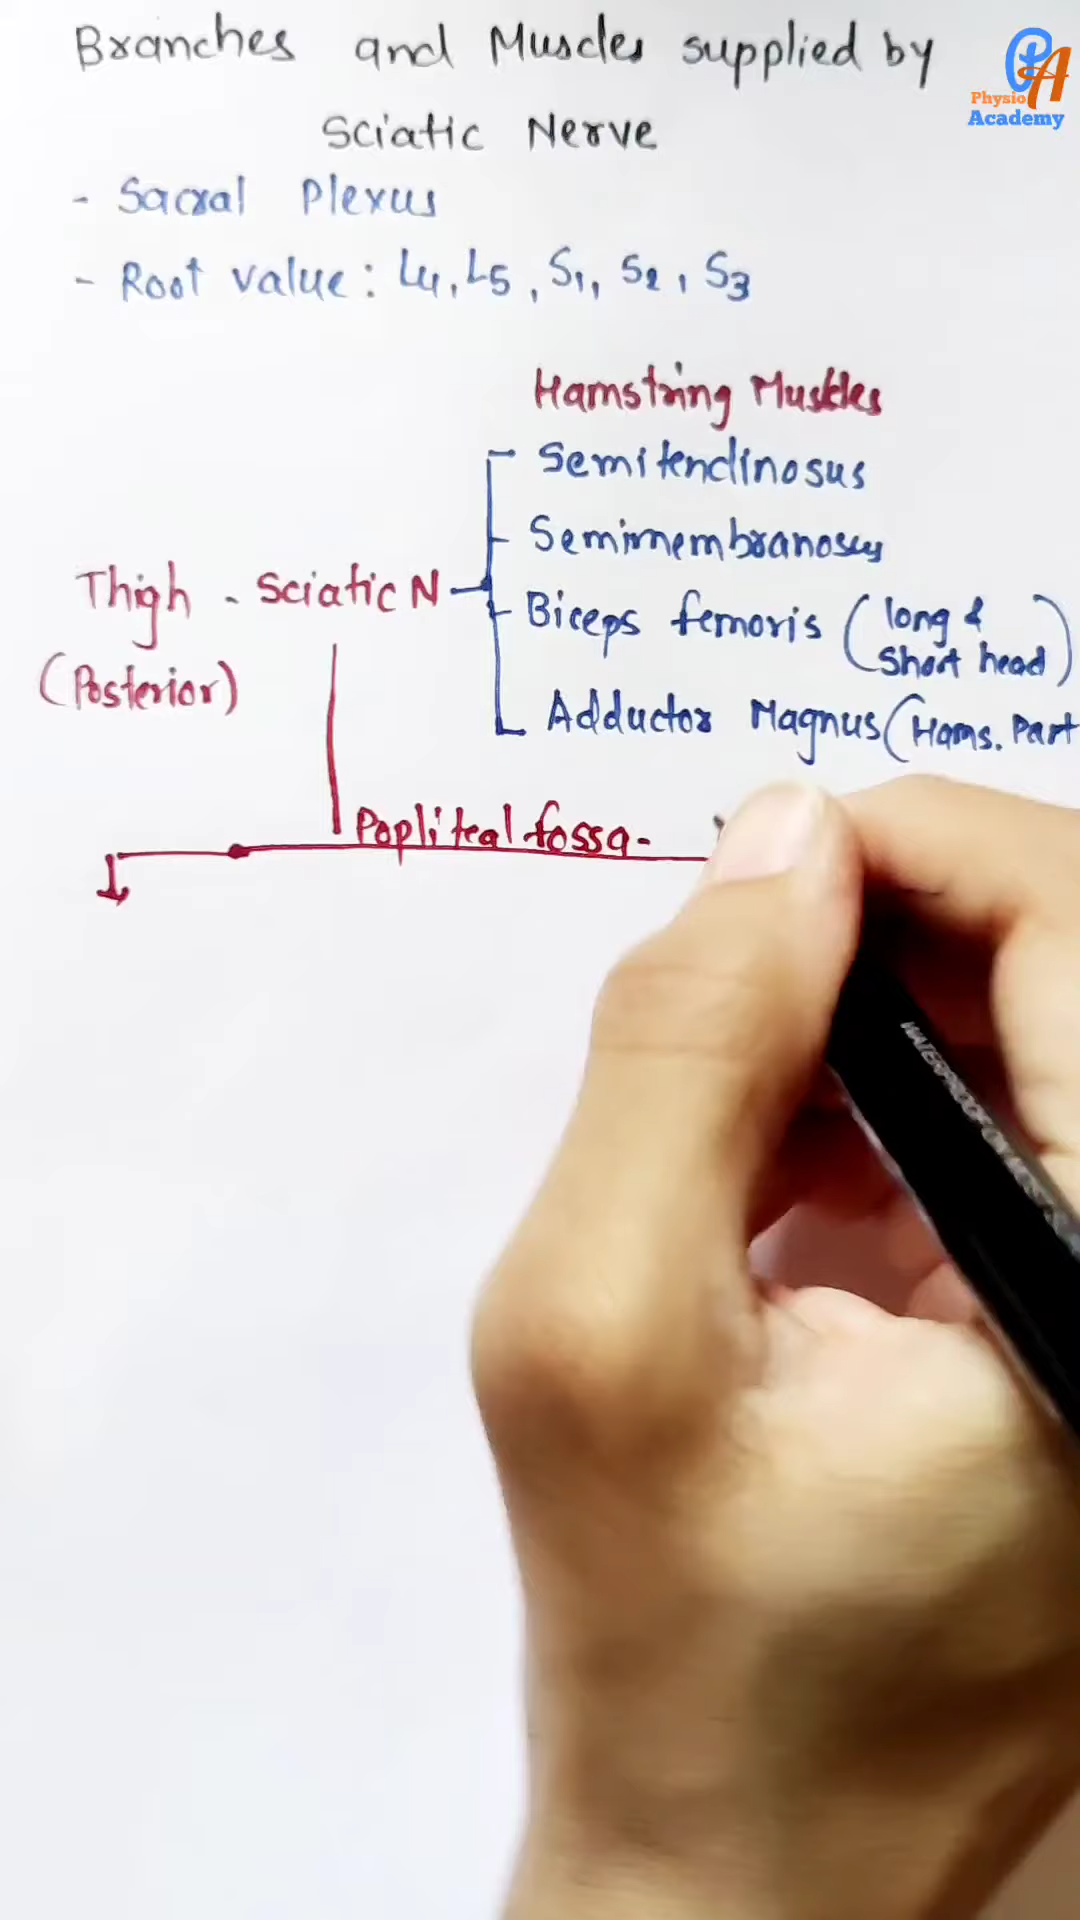 Branches and Muscles supplied by
Sciatic Nerve
- Sacral Plexus
- Root value: L4, L5, S1, S2, S3
Hamstring Muscles
Semitendinosus
Semimembranosus
Thigh - Sciatic N
Biceps femoris (long &
short head)
(Posterior)
Adductor Magnus (Hams. Part
Popliteal fossa-
Physio
Academy
WATERPROOF